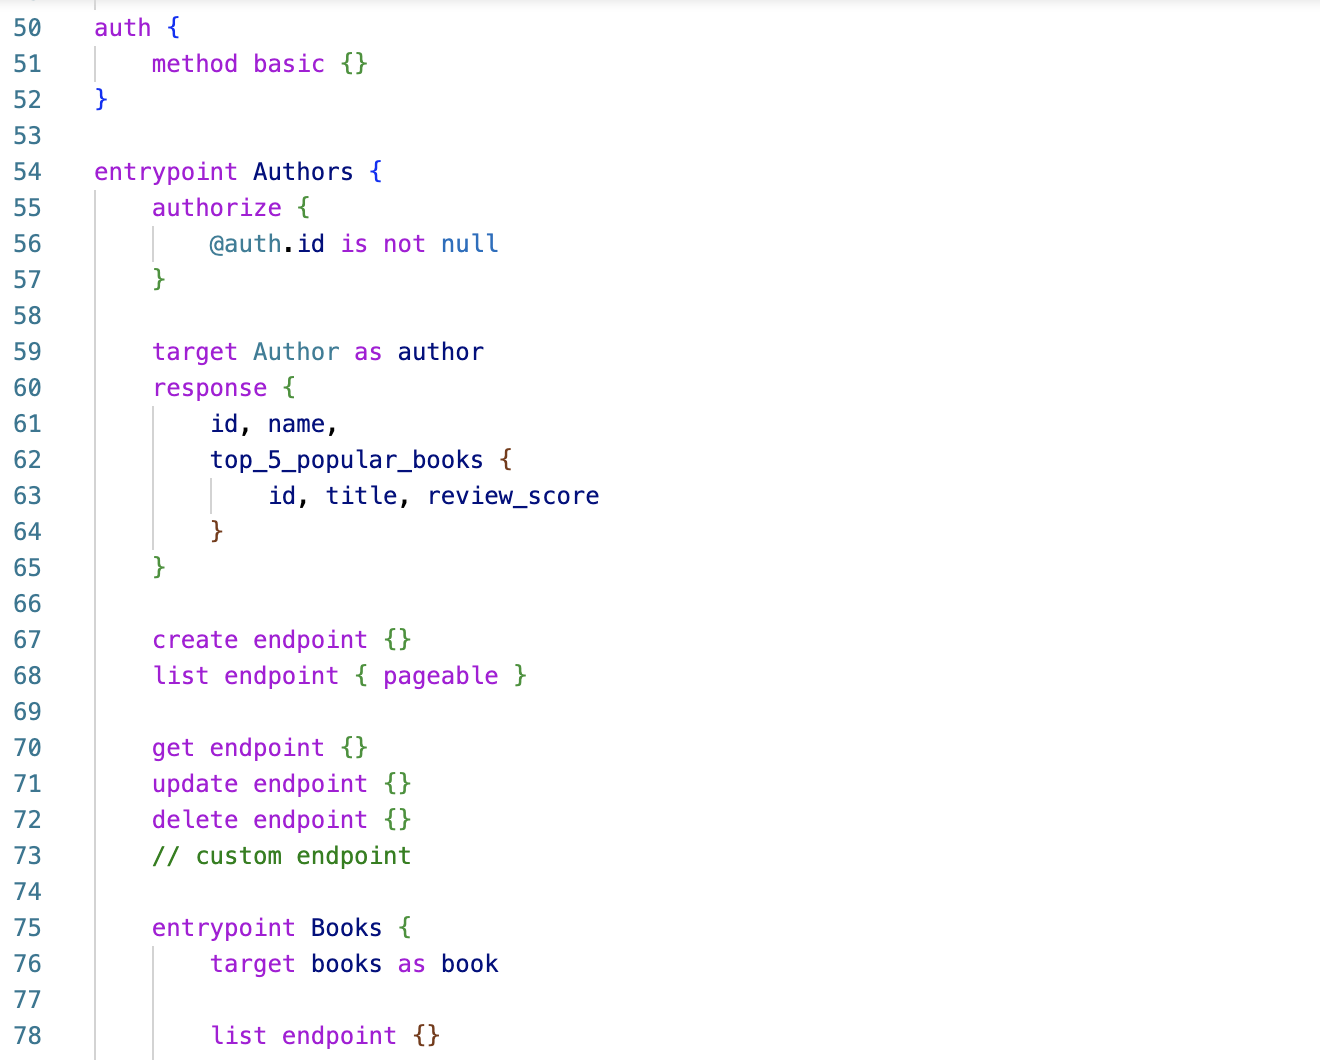 50 auth {
51 method basic {}
52 }
53
54 entrypoint Authors {
55 authorize {
56 @auth.id is not null
57 }
58
59 target Author as author
60 response {
61 id, name,
62 top_5_popular_books {
63 id, title, review_score
64 }
65 }
66
67 create endpoint {}
68 list endpoint { pageable }
69
70 get endpoint {}
71 update endpoint {}
72 delete endpoint {}
73 // custom endpoint
74
75 entrypoint Books {
76 target books as book
77
78 list endpoint {}